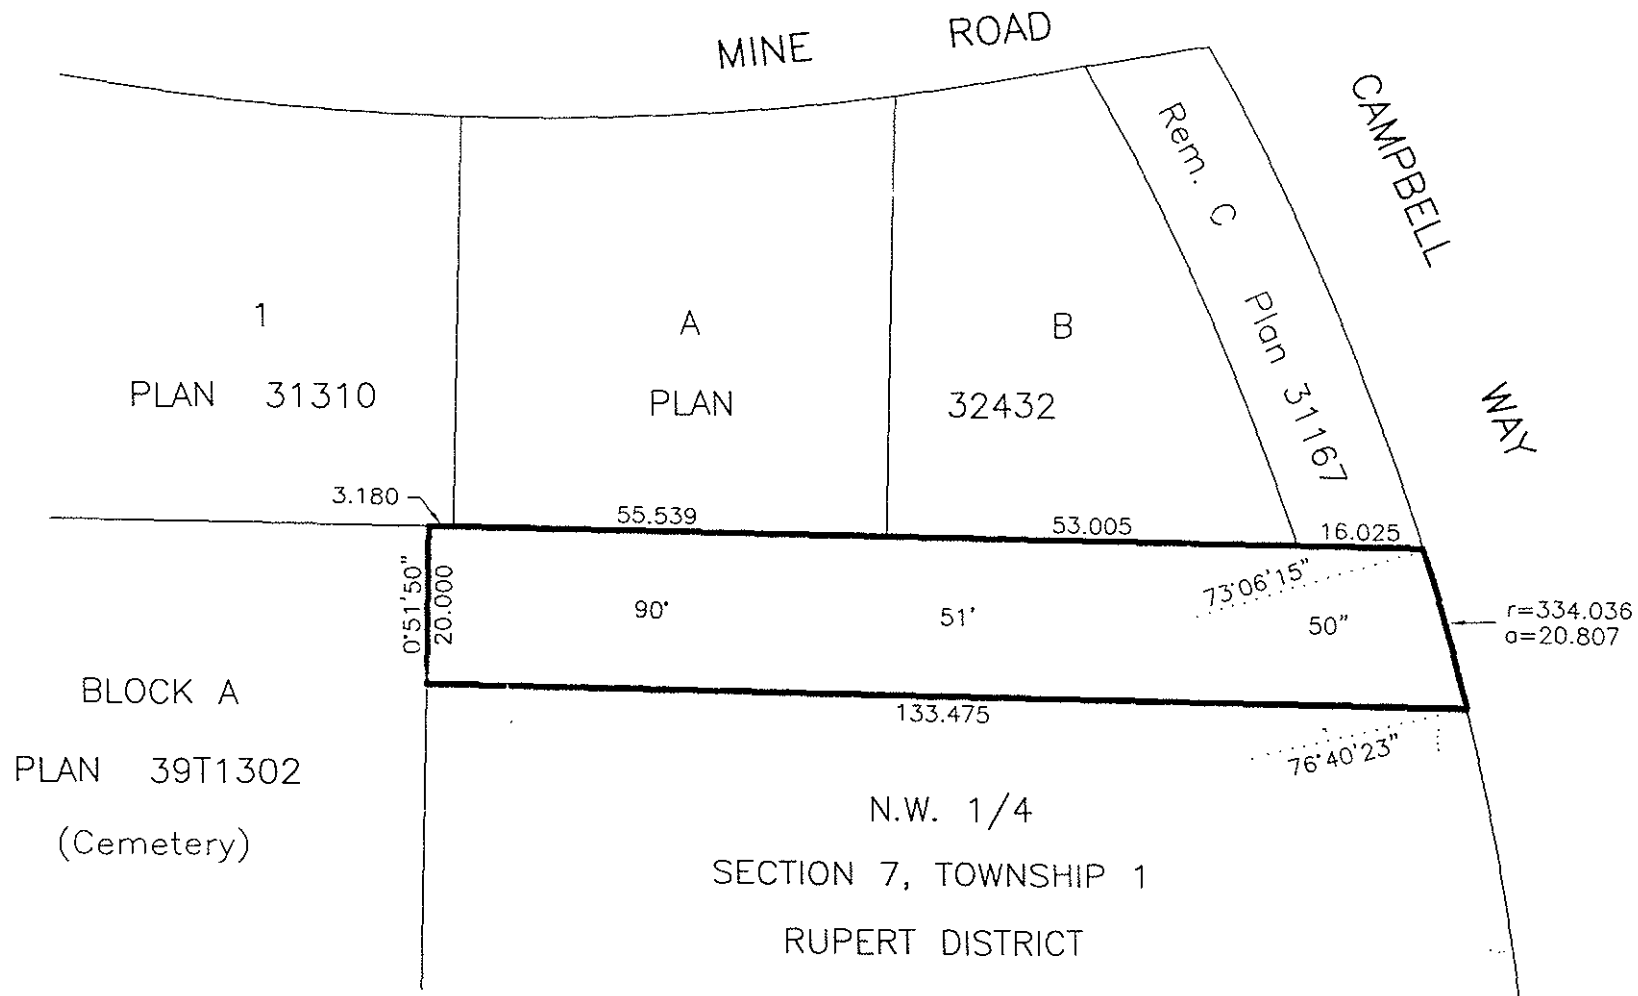 MINE ROAD
CAMPBELL
WAY
Rem. C Plan 31167
1
PLAN 31310
A
PLAN
B
32432
3.180
55.539
53.005
16.025
0°51'50"
20.000
90°
51'
50"
73°06'15"
r=334.036
a=20.807
133.475
76°40'23"
BLOCK A
PLAN 39T1302
(Cemetery)
N.W. 1/4
SECTION 7, TOWNSHIP 1
RUPERT DISTRICT